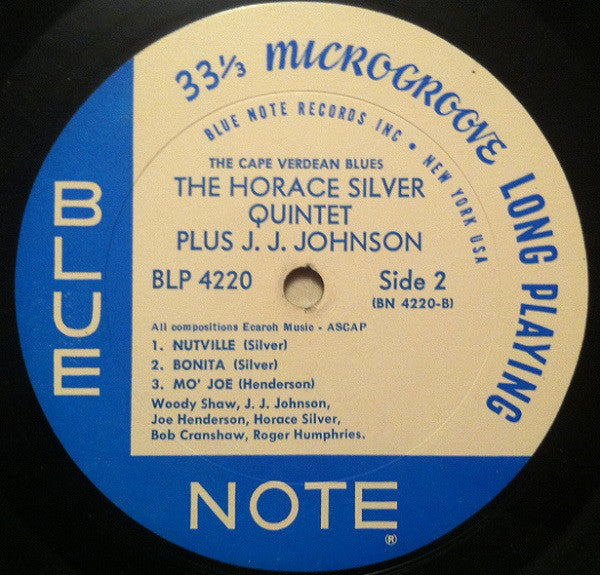 33⅓ MICROGROOVE LONG PLAYING
BLUE NOTE RECORDS INC • NEW YORK USA
THE CAPE VERDEAN BLUES
THE HORACE SILVER
QUINTET
PLUS J. J. JOHNSON
BLP 4220
Side 2
(BN 4220-B)
All compositions Ecaroh Music - ASCAP
1. NUTVILLE (Silver)
2. BONITA (Silver)
3. MO' JOE (Henderson)
Woody Shaw, J. J. Johnson,
Joe Henderson, Horace Silver,
Bob Cranshaw, Roger Humphries.
BLUE
NOTE
®